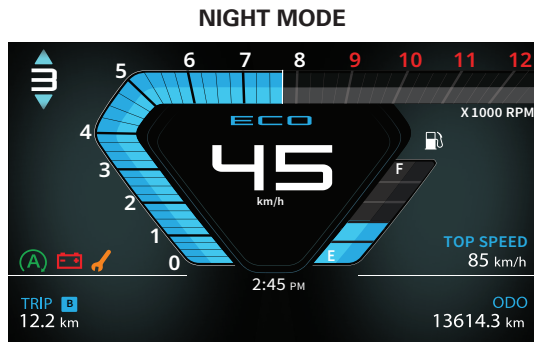 NIGHT MODE
3
0
1
2
3
4
5
6
7
8
9
10
11
12
X 1000 RPM
ECO
45
km/h
F
E
A
TOP SPEED
85 km/h
2:45 PM
TRIP B
12.2 km
ODO
13614.3 km